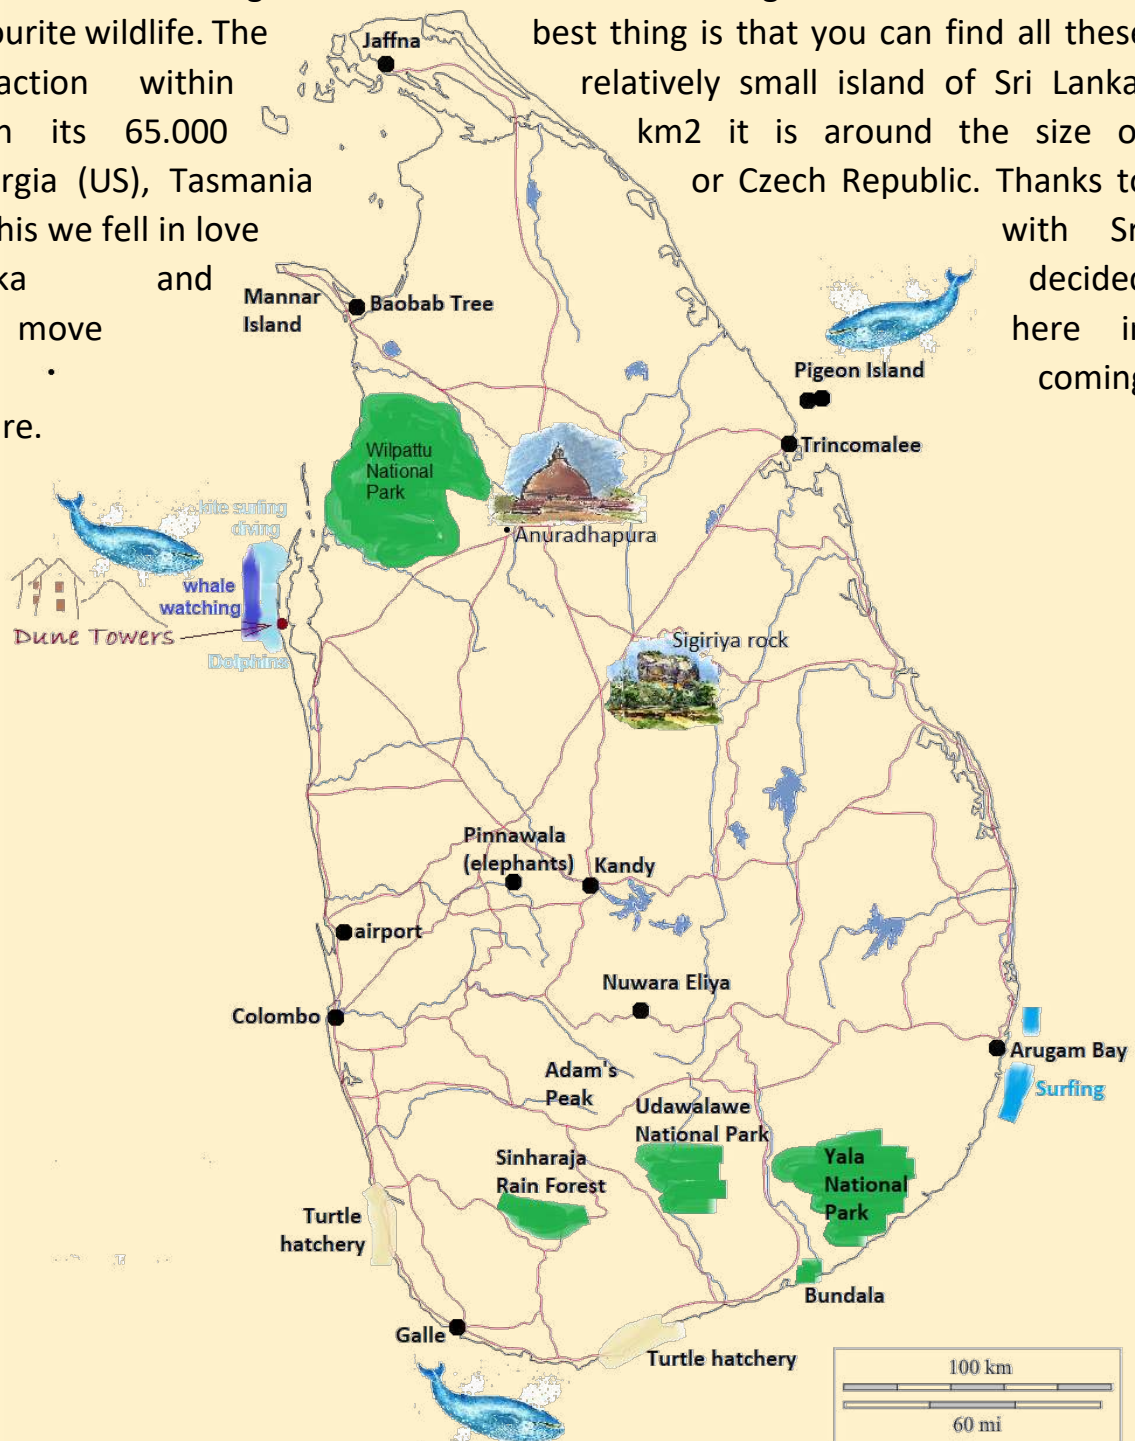 ourite wildlife. The best thing is that you can find all these
action within relatively small island of Sri Lanka
its 65.000 km2 it is around the size o
rgia (US), Tasmania or Czech Republic. Thanks to
his we fell in love with Sr
ka and decided
move here in
coming
re.
Jaffna
Mannar
Island
Baobab Tree
Pigeon Island
Trincomalee
Wilpattu
National
Park
Anuradhapura
kite surfing
diving
whale
watching
Dune Towers
Dolphins
Sigiriya rock
Pinnawala
(elephants)
Kandy
airport
Nuwara Eliya
Colombo
Arugam Bay
Surfing
Adam's
Peak
Udawalawe
National Park
Sinharaja
Rain Forest
Yala
National
Park
Turtle
hatchery
Bundala
Galle
Turtle hatchery
100 km
60 mi